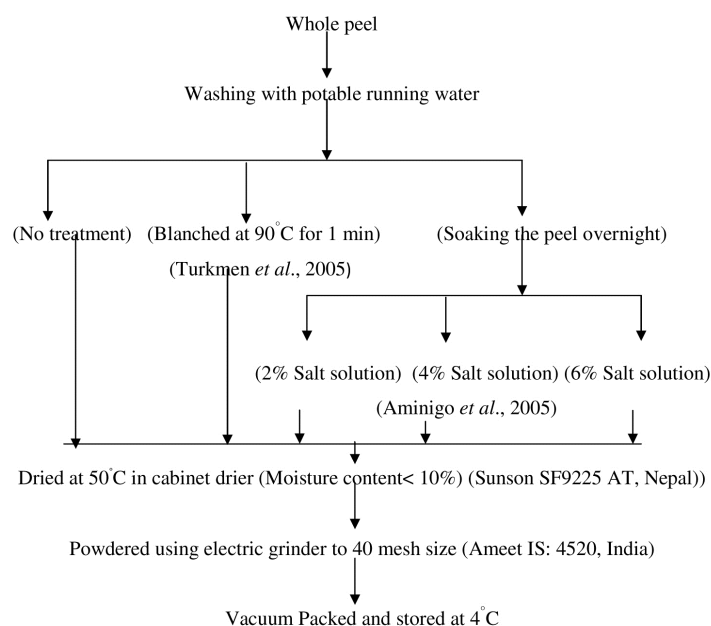 Whole peel
Washing with potable running water
(No treatment) (Blanched at 90°C for 1 min) (Soaking the peel overnight)
(Turkmen et al., 2005)
(2% Salt solution) (4% Salt solution) (6% Salt solution)
(Aminigo et al., 2005)
Dried at 50°C in cabinet drier (Moisture content< 10%) (Sunson SF9225 AT, Nepal))
Powdered using electric grinder to 40 mesh size (Ameet IS: 4520, India)
Vacuum Packed and stored at 4°C